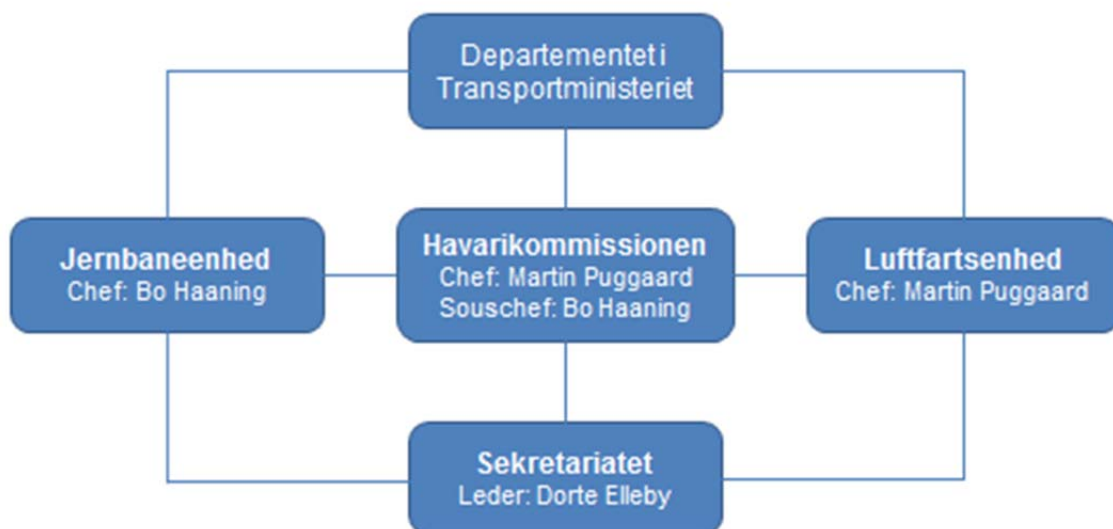 Departementet i
Transportministeriet
Jernbaneenhed
Chef: Bo Haaning
Havarikommissionen
Chef: Martin Puggaard
Souschef: Bo Haaning
Luftfartsenhed
Chef: Martin Puggaard
Sekretariatet
Leder: Dorte Elleby